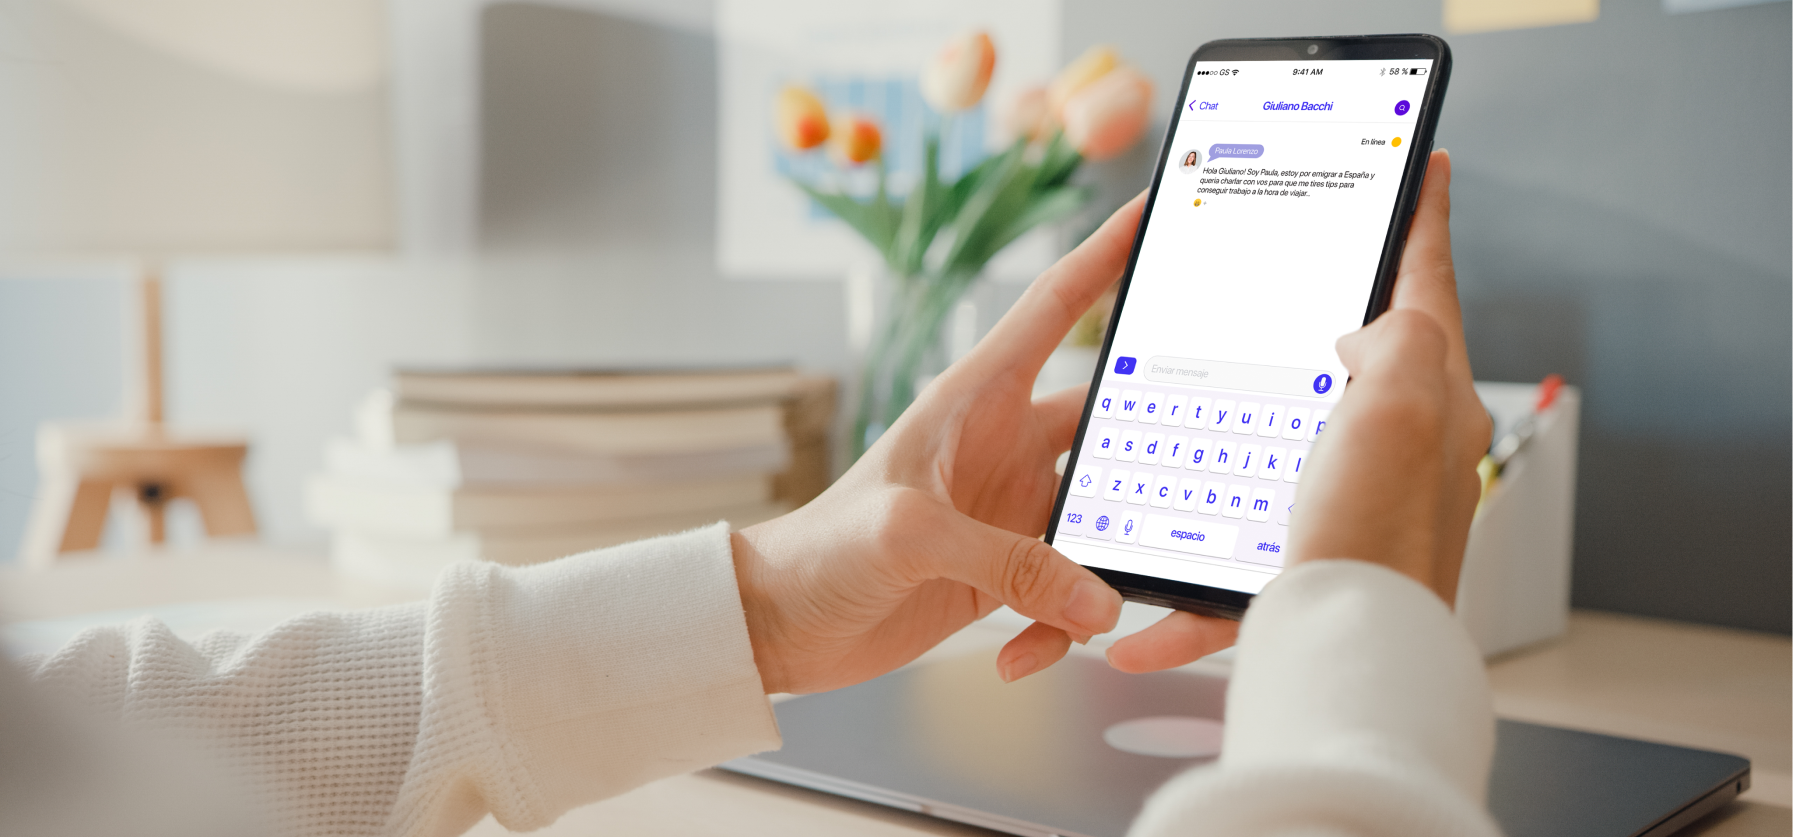 GS 9:41 AM 58 %
Chat Giuliano Bacchi
En línea
Paula Lorenzo
Hola Giuliano! Soy Paula, estoy por emigrar a España y
quería charlar con vos para que me tires tips para
conseguir trabajo a la hora de viajar..
Enviar mensaje
q w e r t y u i o p
a s d f g h j k l
z x c v b n m
123 espacio atrás